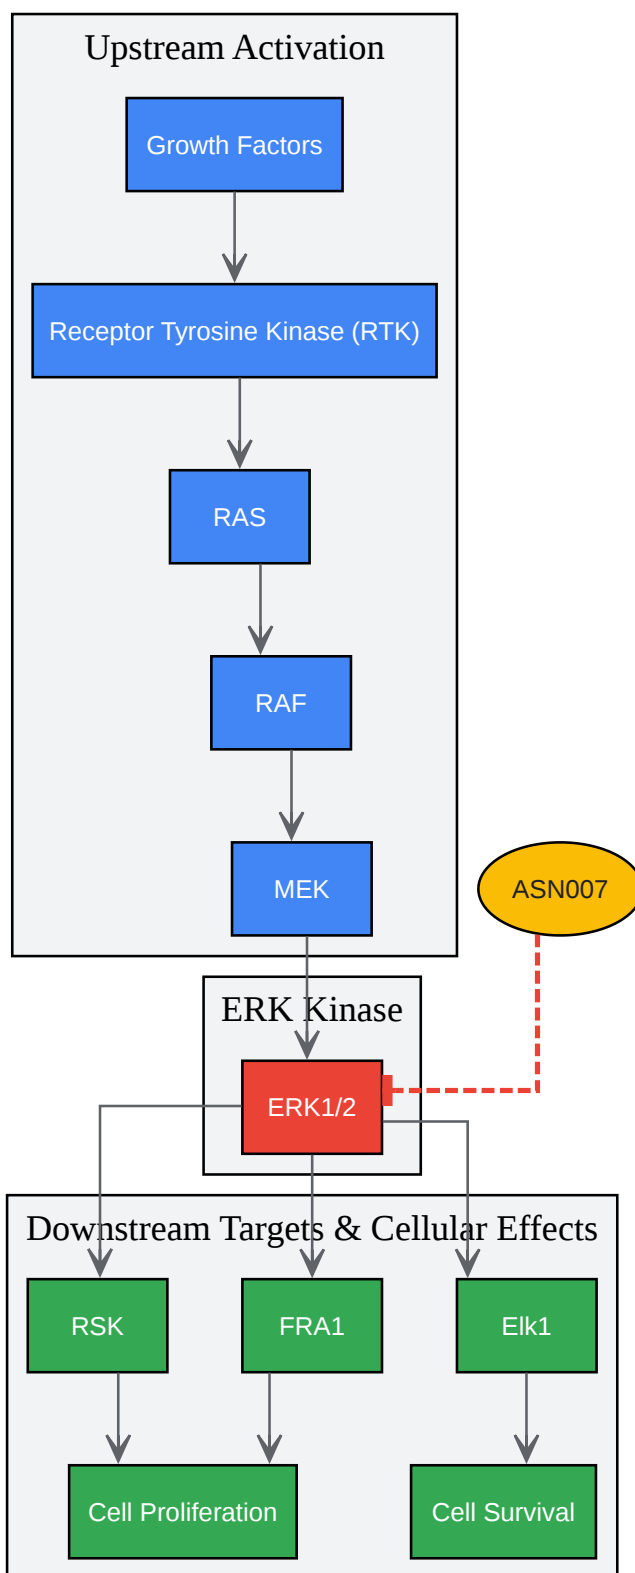 Upstream Activation
Growth Factors
Receptor Tyrosine Kinase (RTK)
RAS
RAF
MEK
ASN007
ERK Kinase
ERK1/2
Downstream Targets & Cellular Effects
RSK
FRA1
Elk1
Cell Proliferation
Cell Survival